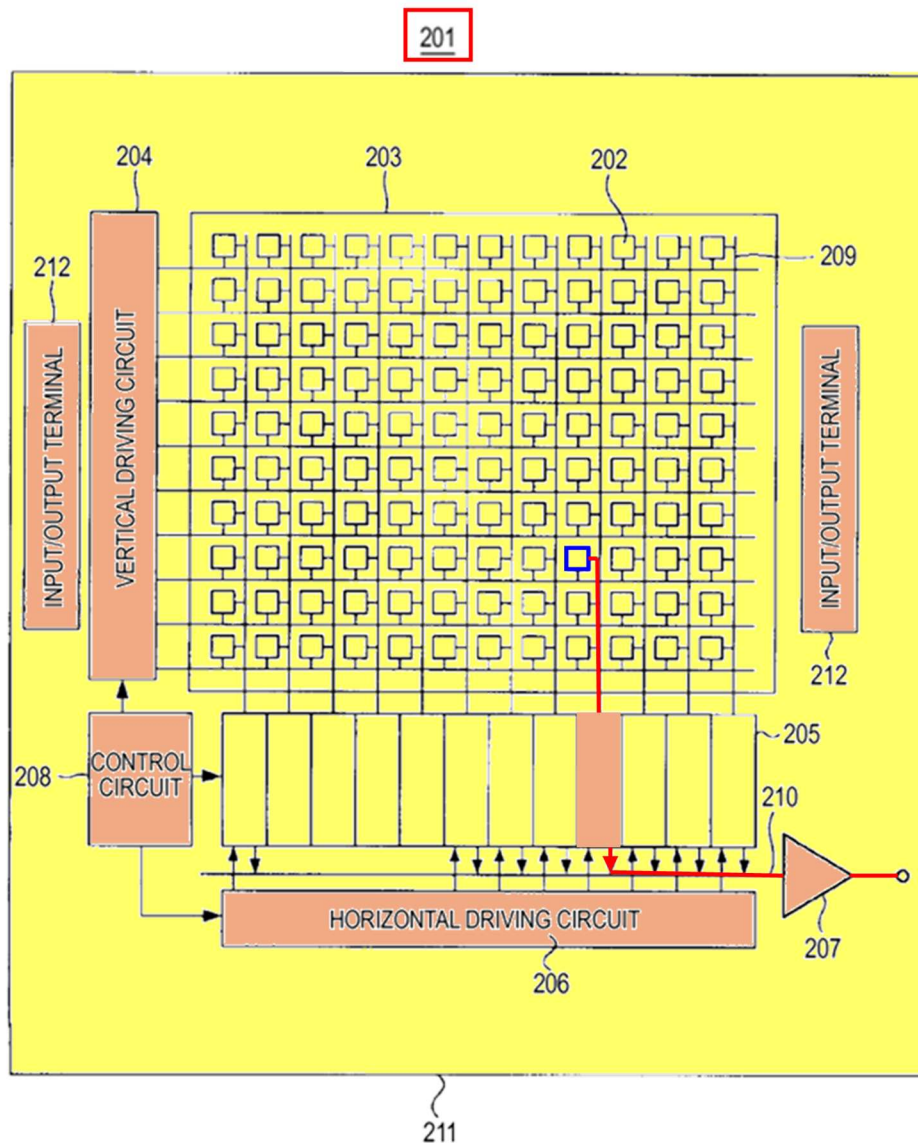 201
204
203
202
209
212
INPUT/OUTPUT TERMINAL
VERTICAL DRIVING CIRCUIT
INPUT/OUTPUT TERMINAL
212
208
CONTROL
CIRCUIT
205
210
HORIZONTAL DRIVING CIRCUIT
206
207
211